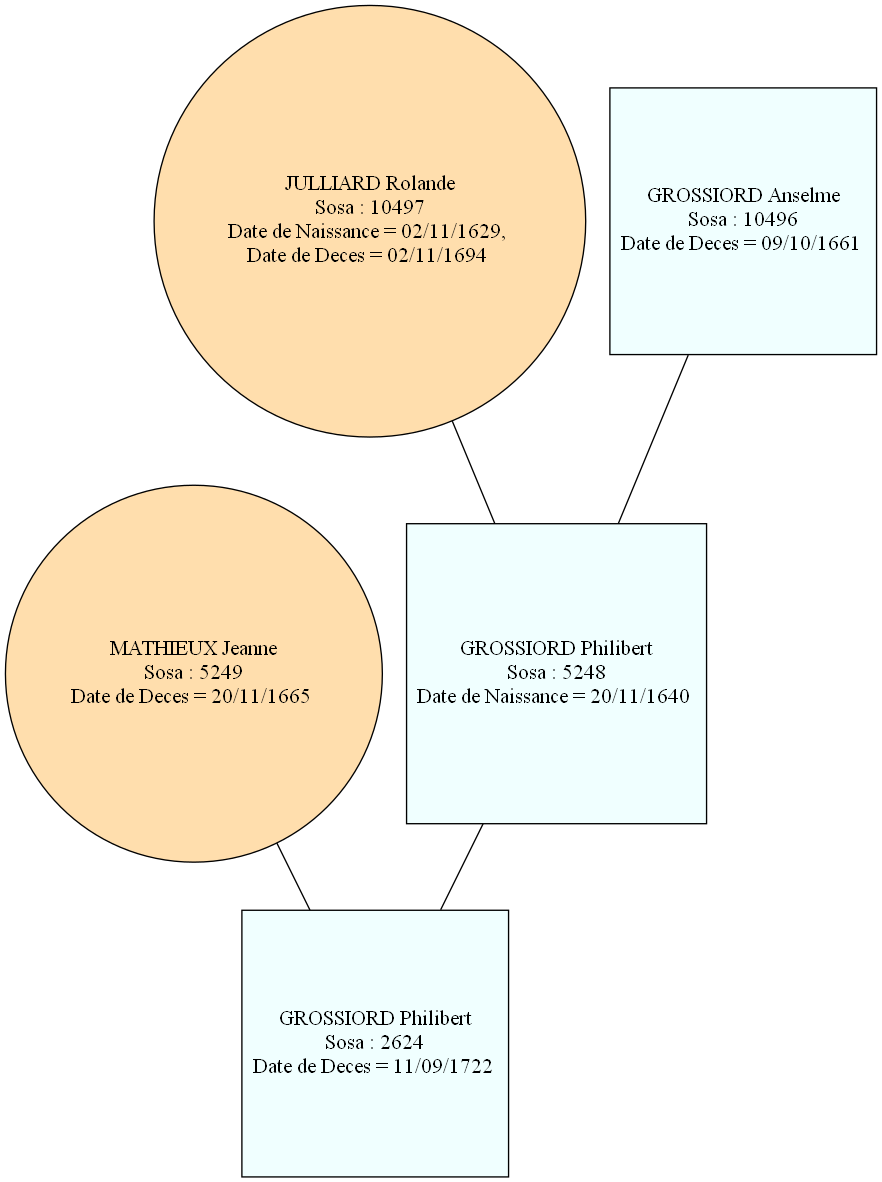 JULLIARD Rolande
Sosa : 10497
Date de Naissance = 02/11/1629,
Date de Deces = 02/11/1694
GROSSIORD Anselme
Sosa : 10496
Date de Deces = 09/10/1661
MATHIEUX Jeanne
Sosa : 5249
Date de Deces = 20/11/1665
GROSSIORD Philibert
Sosa : 5248
Date de Naissance = 20/11/1640
GROSSIORD Philibert
Sosa : 2624
Date de Deces = 11/09/1722